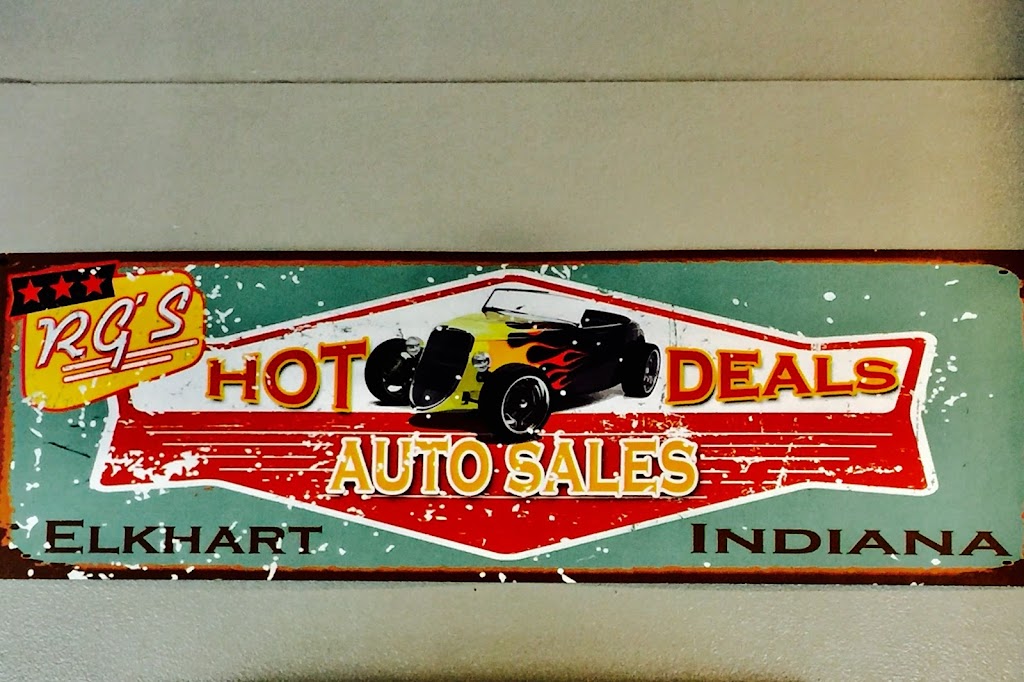 RG'S
HOT DEALS
AUTO SALES
ELKHART INDIANA